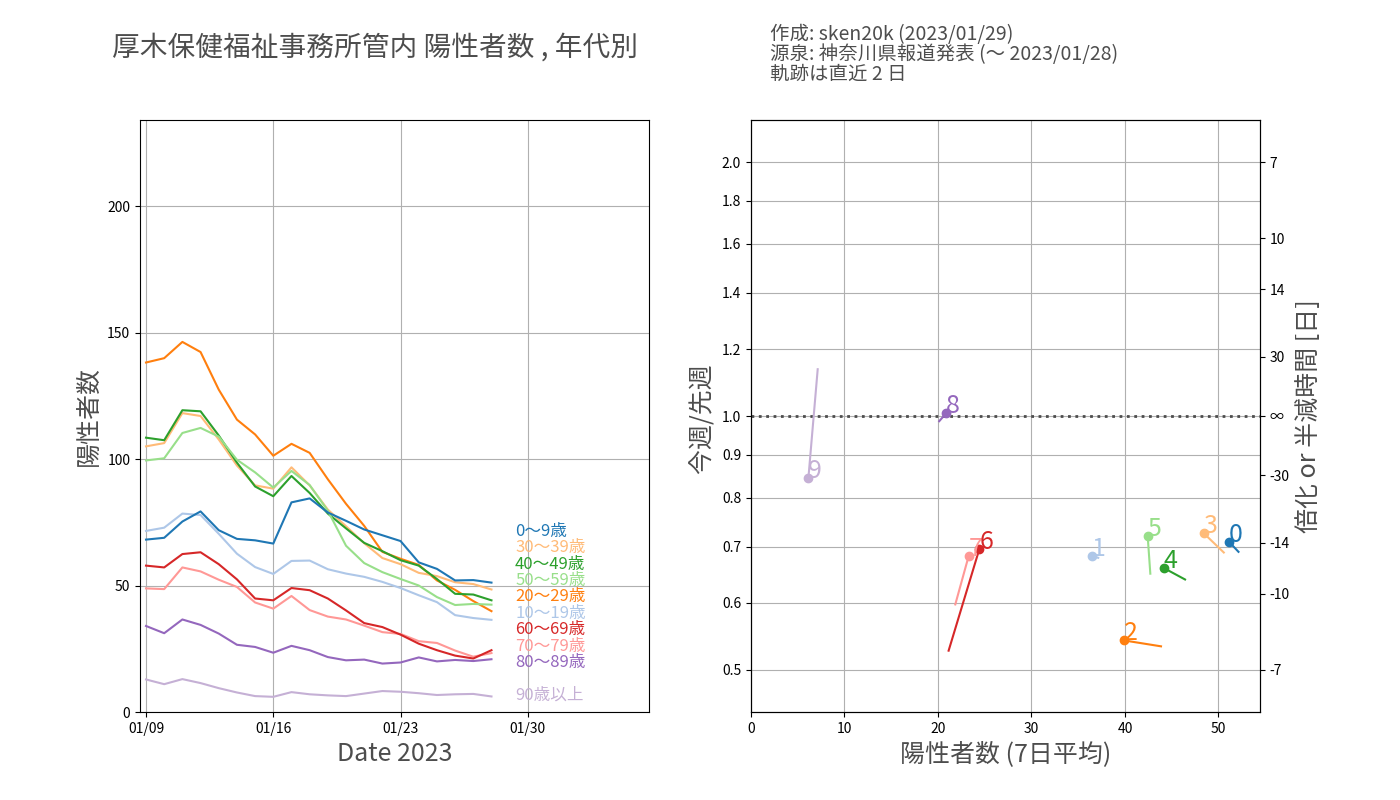 厚木保健福祉事務所管内 陽性者数 , 年代別
作成: sken20k (2023/01/29)
源泉: 神奈川県報道発表 (〜 2023/01/28)
軌跡は直近 2 日
陽性者数
200
150
100
50
0
01/09
01/16
01/23
01/30
Date 2023
0〜9歳
30〜39歳
40〜49歳
50〜59歳
20〜29歳
10〜19歳
60〜69歳
70〜79歳
80〜89歳
90歳以上
今週/先週
2.0
1.8
1.6
1.4
1.2
1.0
0.9
0.8
0.7
0.6
0.5
0
10
20
30
40
50
陽性者数 (7日平均)
9
8
7
6
1
5
4
2
3
0
7
10
14
30
∞
-30
-14
-10
-7
倍化 or 半減時間 [日]